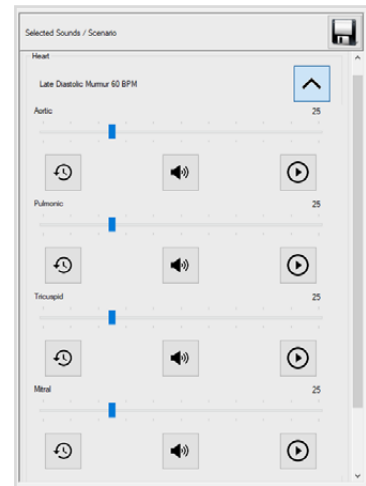 Selected Sounds / Scenario
Heart
Late Diastolic Murmur 60 BPM
Aortic 25
Pulmonic 25
Tricuspid 25
Mitral 25